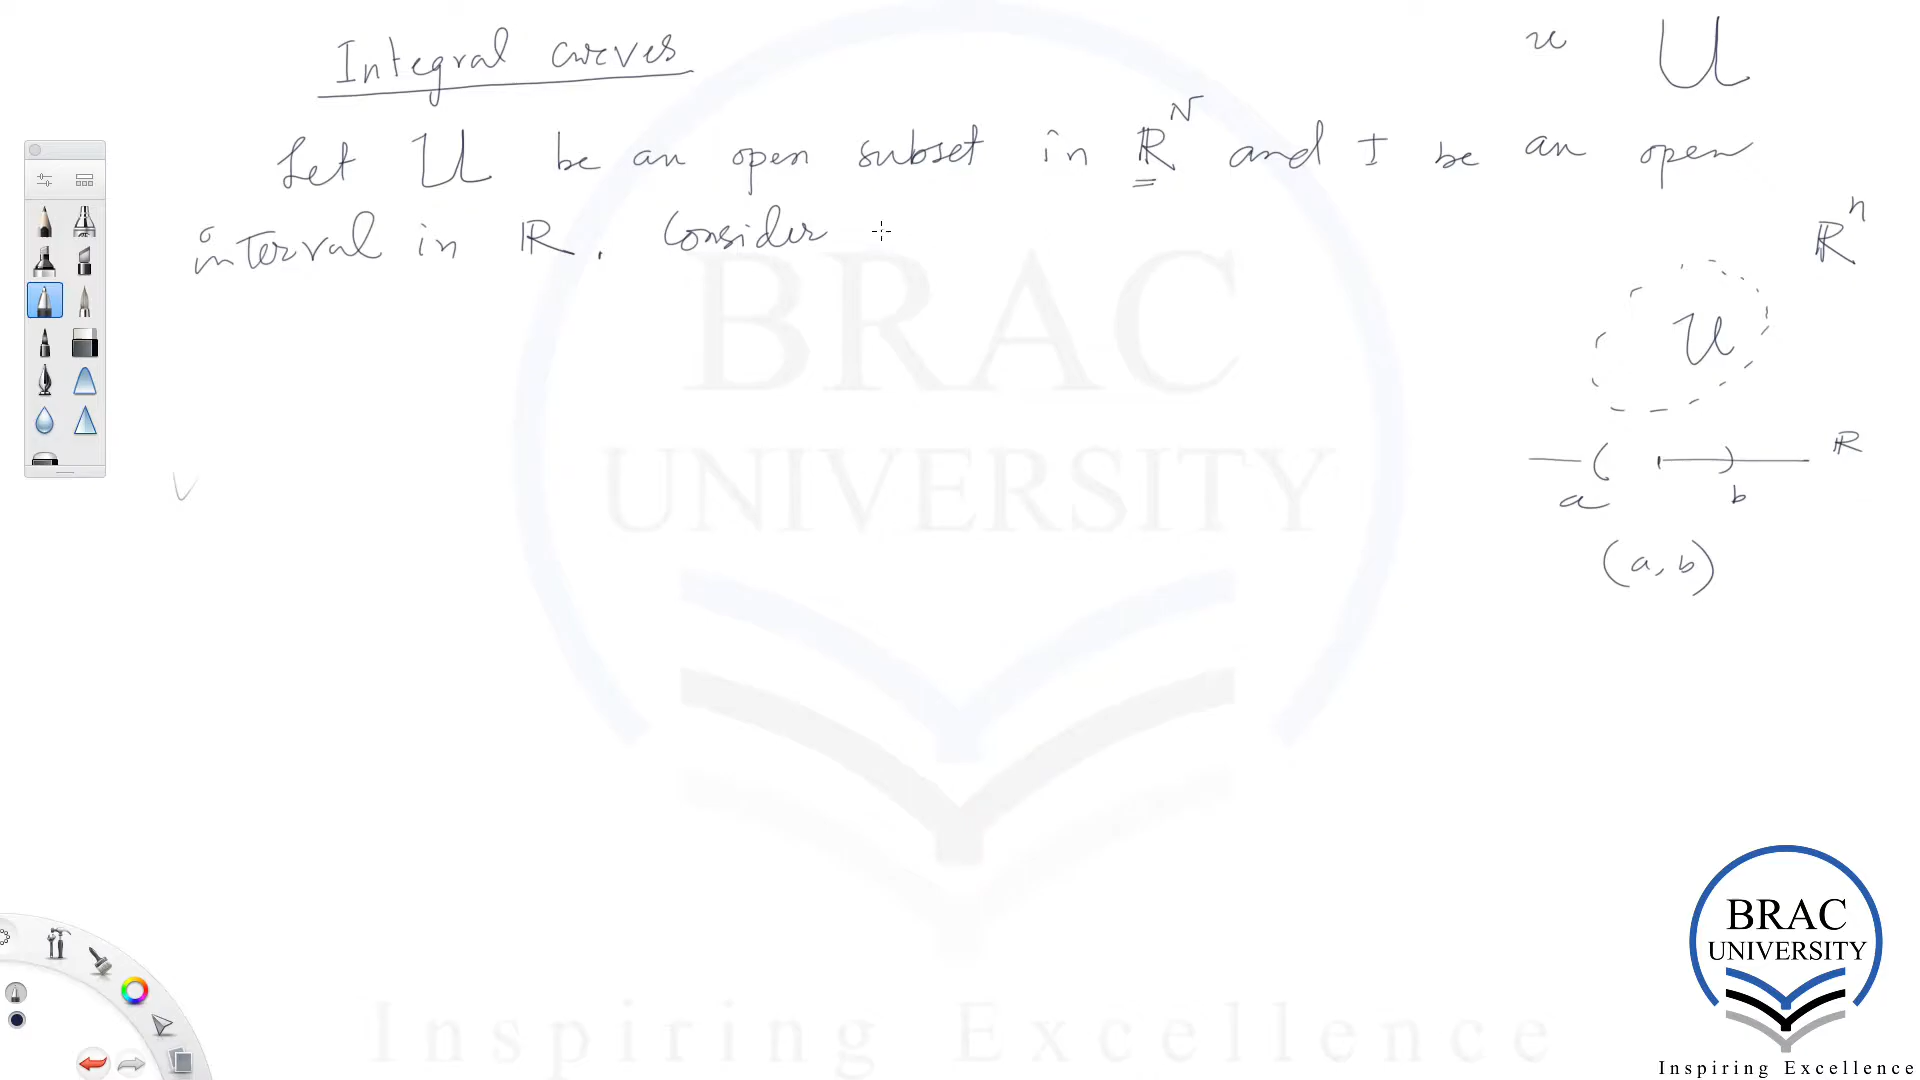 Integral curves
u U
Let U be an open subset in ℝ^N and I be an open
interval in ℝ. Consider
ℝ^n
U
ℝ
a b
(a, b)
V
BRAC
UNIVERSITY
Inspiring Excellence
BRAC
UNIVERSITY
Inspiring Excellence